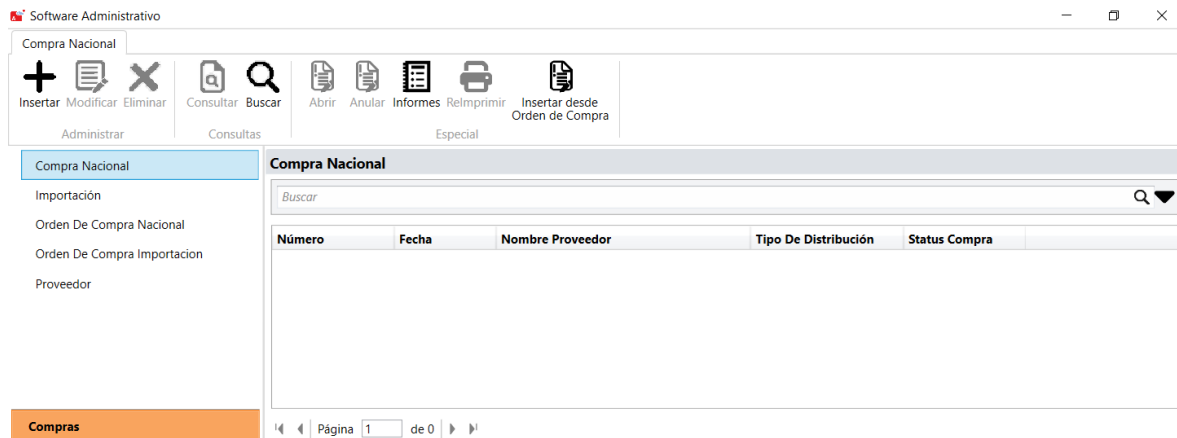 Software Administrativo
Compra Nacional
Insertar Modificar Eliminar Consultar Buscar Abrir Anular Informes ReImprimir Insertar desde
Orden de Compra
Administrar Consultas Especial
Compra Nacional
Importación
Orden De Compra Nacional
Orden De Compra Importacion
Proveedor
Compras
Compra Nacional
Buscar
Número Fecha Nombre Proveedor Tipo De Distribución Status Compra
Página 1 de 0